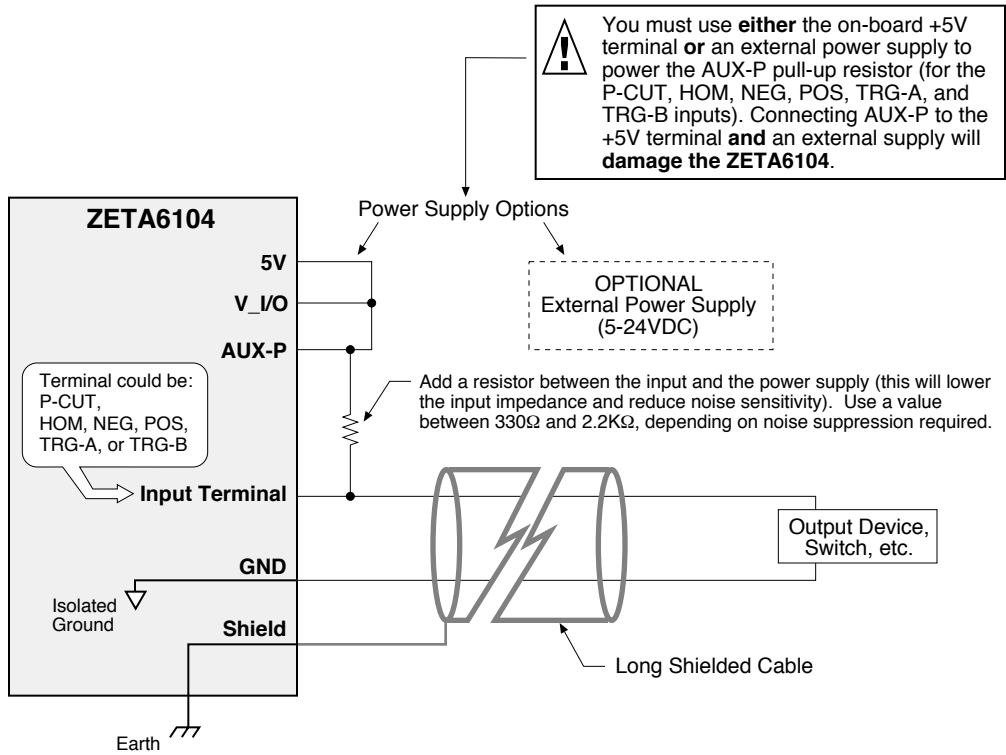 You must use either the on-board +5V
terminal or an external power supply to
power the AUX-P pull-up resistor (for the
P-CUT, HOM, NEG, POS, TRG-A, and
TRG-B inputs). Connecting AUX-P to the
+5V terminal and an external supply will
damage the ZETA6104.
!
ZETA6104
Power Supply Options
5V
V_I/O
AUX-P
OPTIONAL
External Power Supply
(5-24VDC)
Terminal could be:
P-CUT,
HOM, NEG, POS,
TRG-A, or TRG-B
Add a resistor between the input and the power supply (this will lower
the input impedance and reduce noise sensitivity).  Use a value
between 330Ω and 2.2KΩ, depending on noise suppression required.
Input Terminal
Output Device,
Switch, etc.
GND
Isolated
Ground
Shield
Long Shielded Cable
Earth